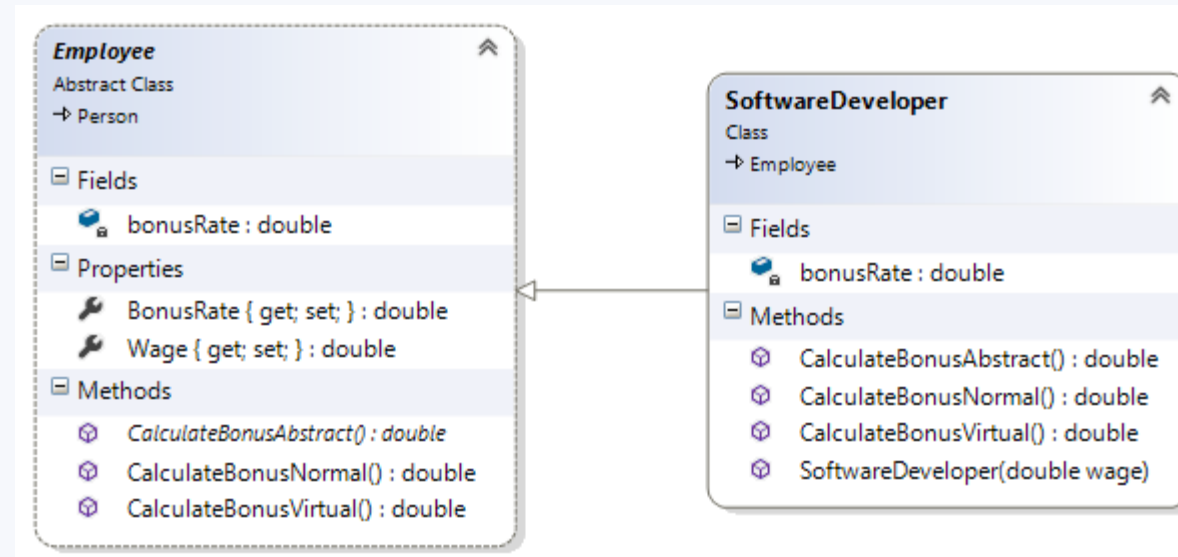 Employee
Abstract Class
Person
Fields
bonusRate : double
Properties
BonusRate { get; set; } : double
Wage { get; set; } : double
Methods
CalculateBonusAbstract() : double
CalculateBonusNormal() : double
CalculateBonusVirtual() : double
SoftwareDeveloper
Class
Employee
Fields
bonusRate : double
Methods
CalculateBonusAbstract() : double
CalculateBonusNormal() : double
CalculateBonusVirtual() : double
SoftwareDeveloper(double wage)